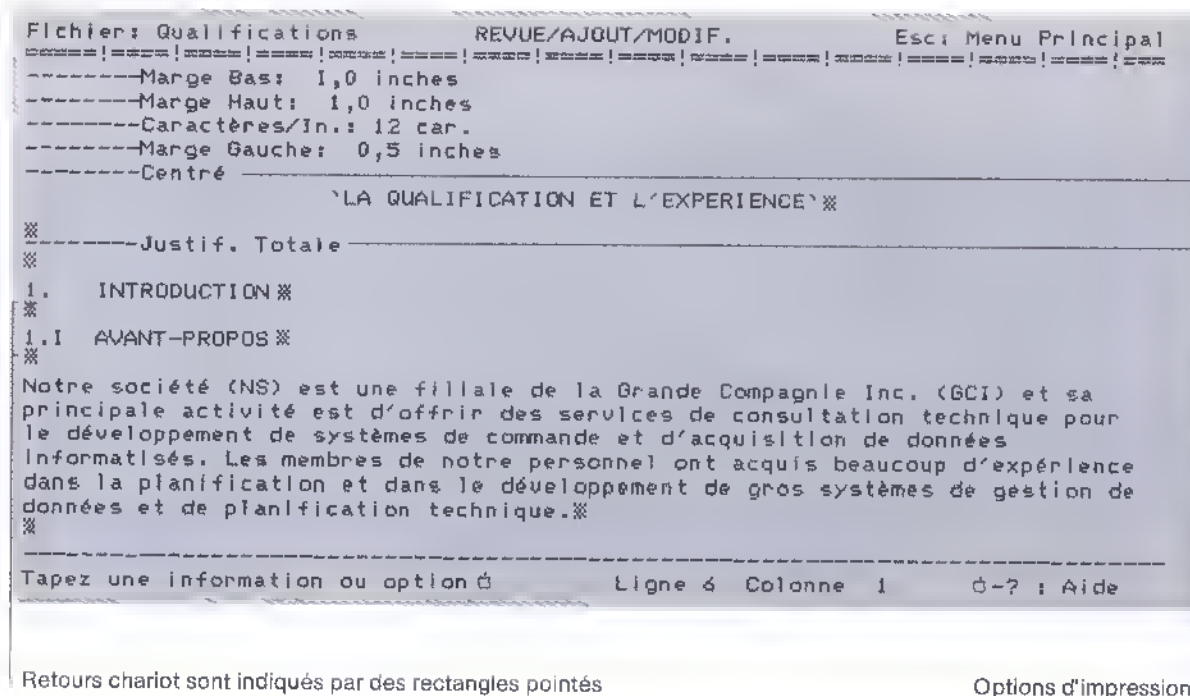 Fichier: Qualifications REVUE/AJOUT/MODIF. Esc: Menu Principal
=====!====!====!====!====!====!====!====!====!====!====!====!====!====!====!===
--------Marge Bas: 1,0 inches
--------Marge Haut: 1,0 inches
--------Caractères/In.: 12 car.
--------Marge Gauche: 0,5 inches
--------Centré
`LA QUALIFICATION ET L'EXPERIENCE`※
※
--------Justif. Totale
※
1. INTRODUCTION※
※
1.1 AVANT-PROPOS※
※
Notre société (NS) est une filiale de la Grande Compagnie Inc. (GCI) et sa
principale activité est d'offrir des services de consultation technique pour
le développement de systèmes de commande et d'acquisition de données
informatisés. Les membres de notre personnel ont acquis beaucoup d'expérience
dans la planification et dans le développement de gros systèmes de gestion de
données et de planification technique.※
※
Tapez une information ou option Ligne 6 Colonne 1 -? : Aide
Retours chariot sont indiqués par des rectangles pointés
Options d'impression